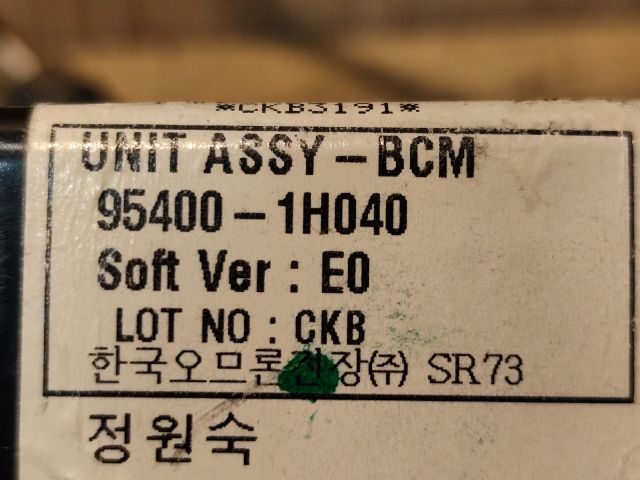 *CKB3191*
UNIT ASSY-BCM
95400-1H040
Soft Ver : E0
LOT NO : CKB
한국오므론전장㈜ SR73
정원숙